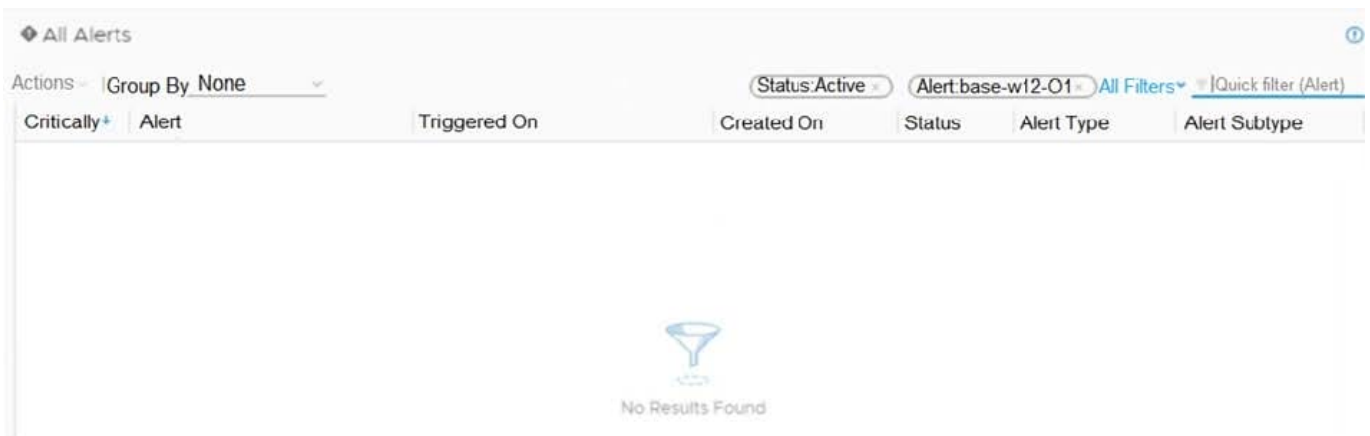 All Alerts
Actions Group By None Status:Active × Alert:base-w12-O1 × All Filters Quick filter (Alert)
Critically Alert Triggered On Created On Status Alert Type Alert Subtype
No Results Found